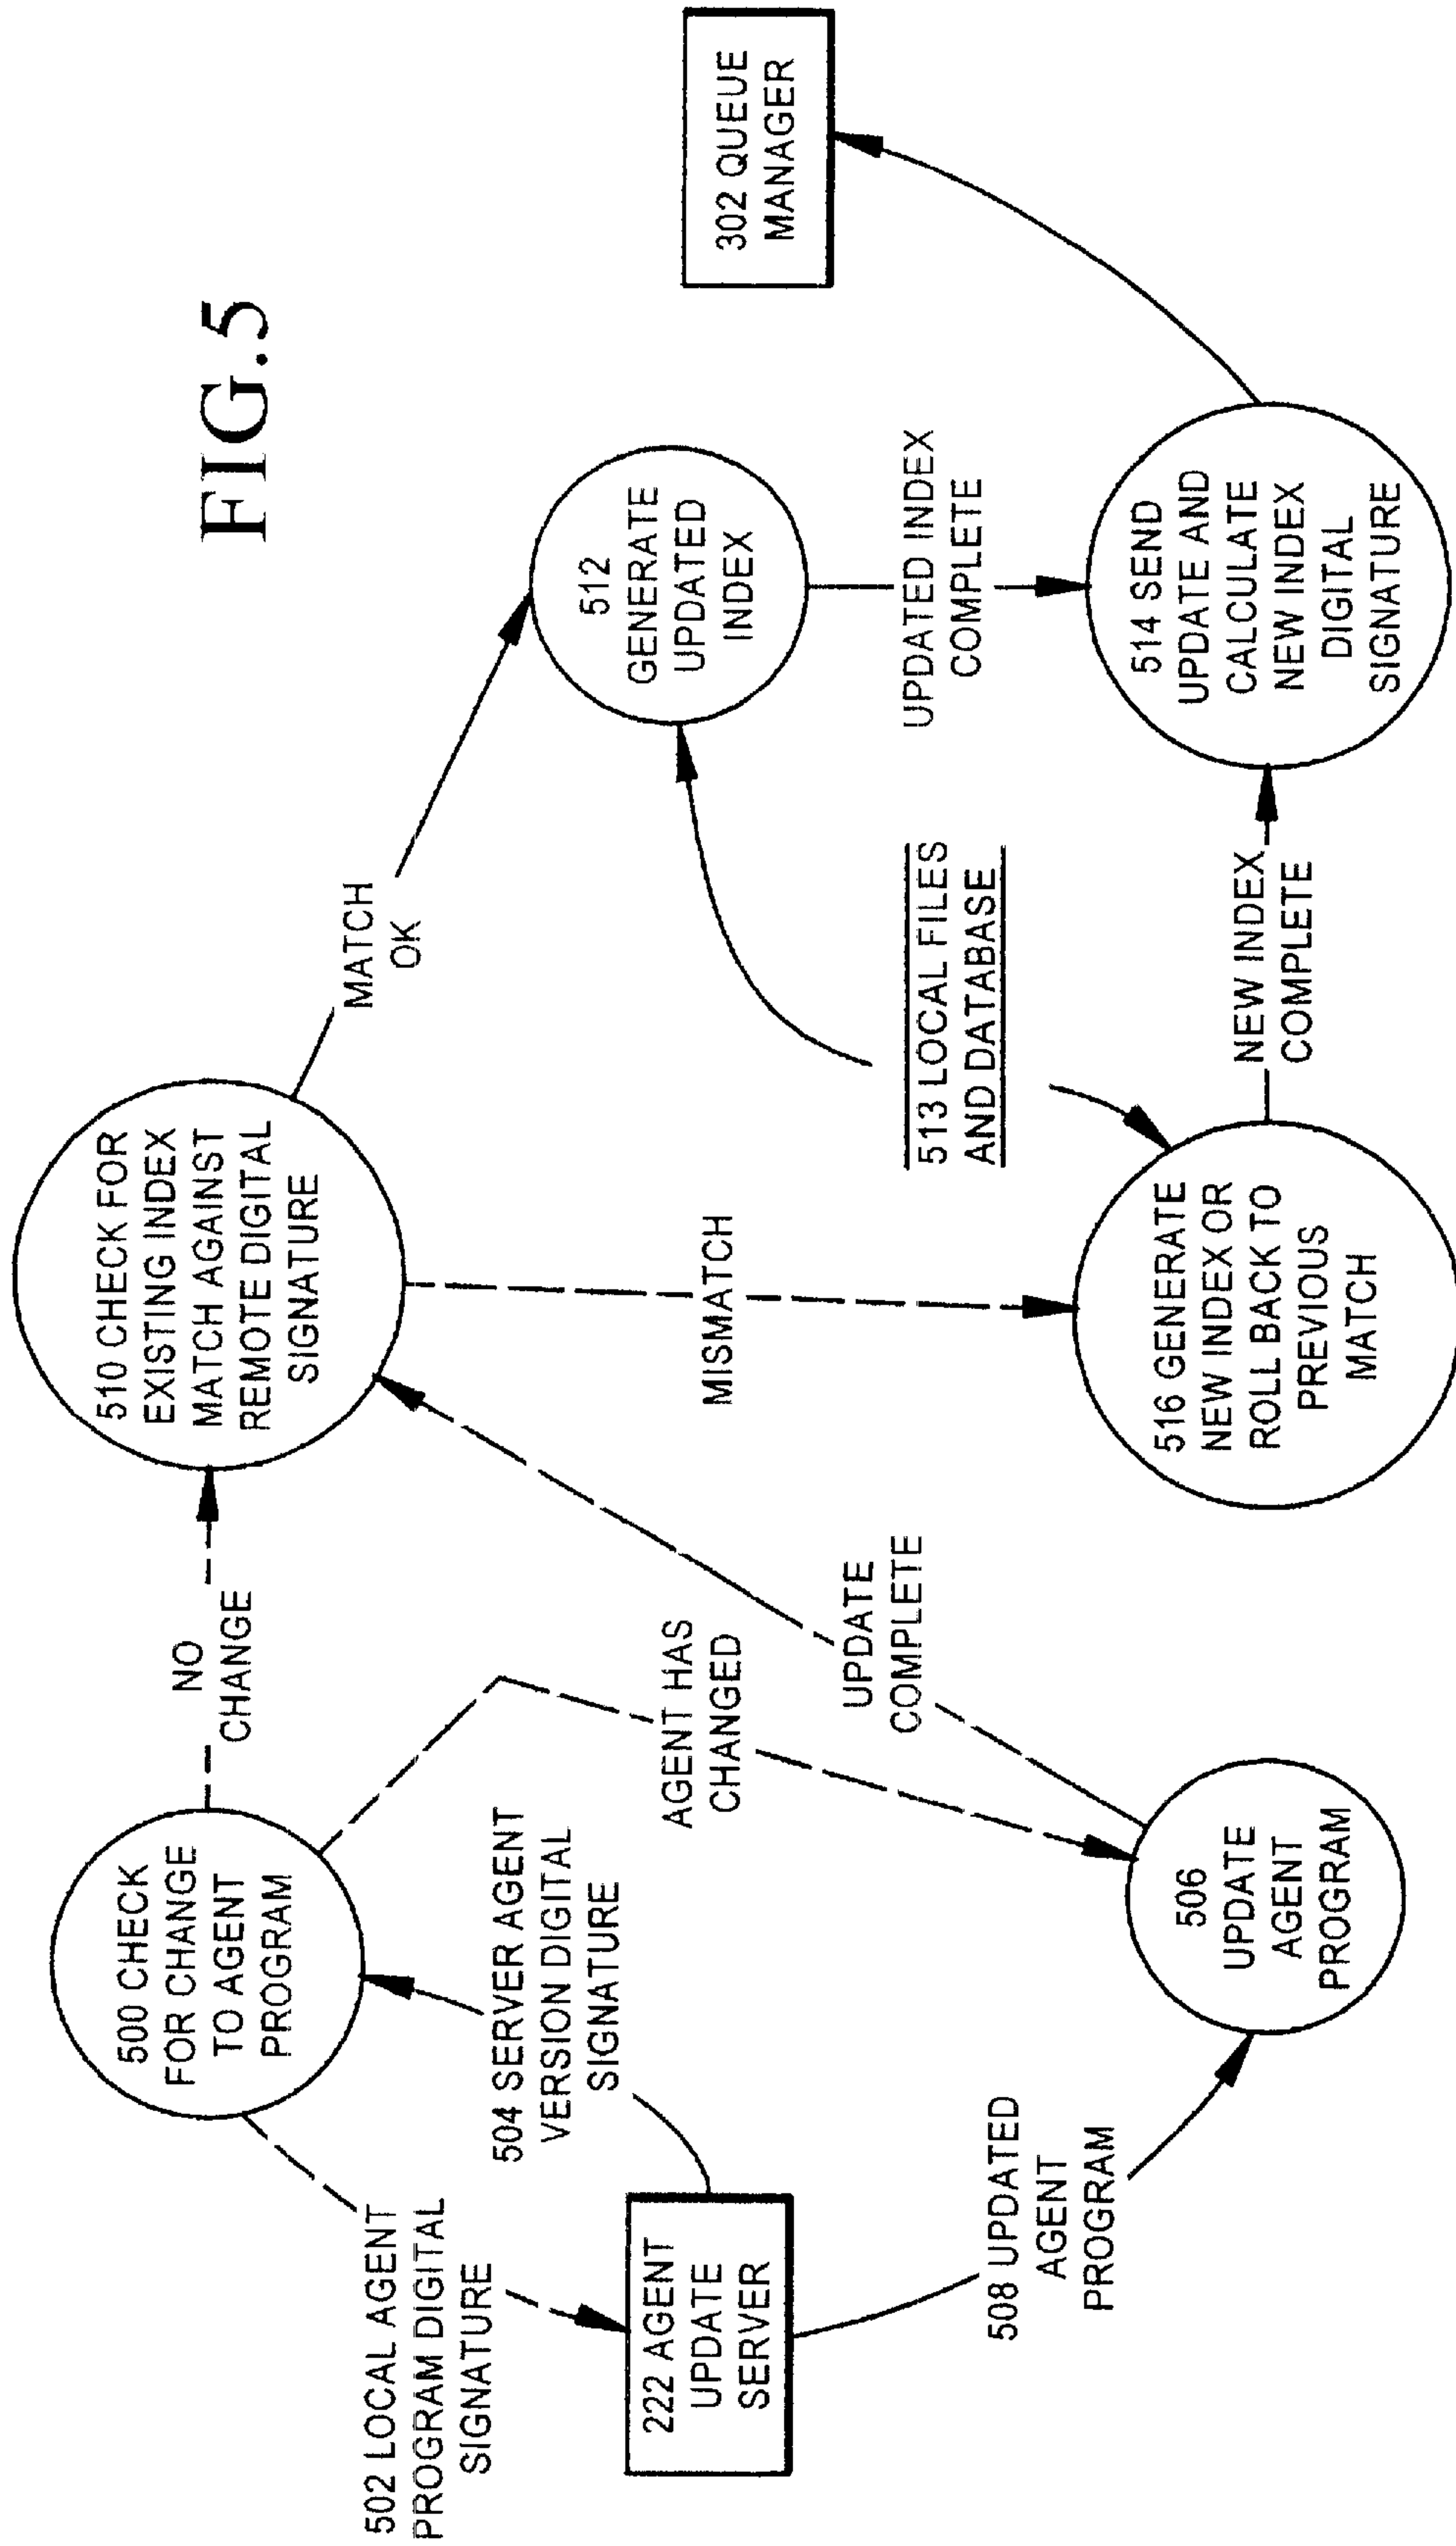 FIG.5
500 CHECK
FOR CHANGE
TO AGENT
PROGRAM
NO
CHANGE
510 CHECK FOR
EXISTING INDEX
MATCH AGAINST
REMOTE DIGITAL
SIGNATURE
MATCH
OK
502 LOCAL AGENT
PROGRAM DIGITAL
SIGNATURE
504 SERVER AGENT
VERSION DIGITAL
SIGNATURE
AGENT HAS
CHANGED
222 AGENT
UPDATE
SERVER
UPDATE
COMPLETE
MISMATCH
512
GENERATE
UPDATED
INDEX
302 QUEUE
MANAGER
513 LOCAL FILES
AND DATABASE
UPDATED INDEX
COMPLETE
508 UPDATED
AGENT
PROGRAM
506
UPDATE
AGENT
PROGRAM
516 GENERATE
NEW INDEX OR
ROLL BACK TO
PREVIOUS
MATCH
NEW INDEX
COMPLETE
514 SEND
UPDATE AND
CALCULATE
NEW INDEX
DIGITAL
SIGNATURE